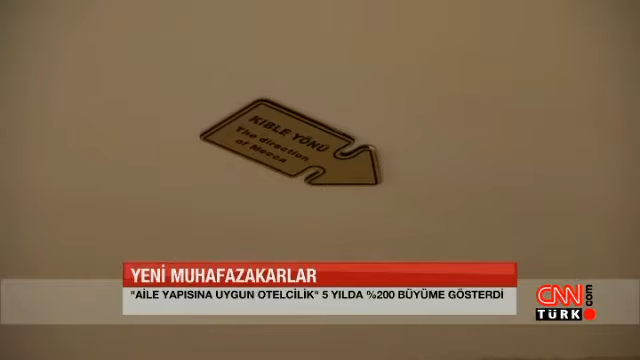 KIBLE YÖNÜ
The direction
of Mecca
YENİ MUHAFAZAKARLAR
"AİLE YAPISINA UYGUN OTELCİLİK" 5 YILDA %200 BÜYÜME GÖSTERDİ
CNN
TÜRK
.com